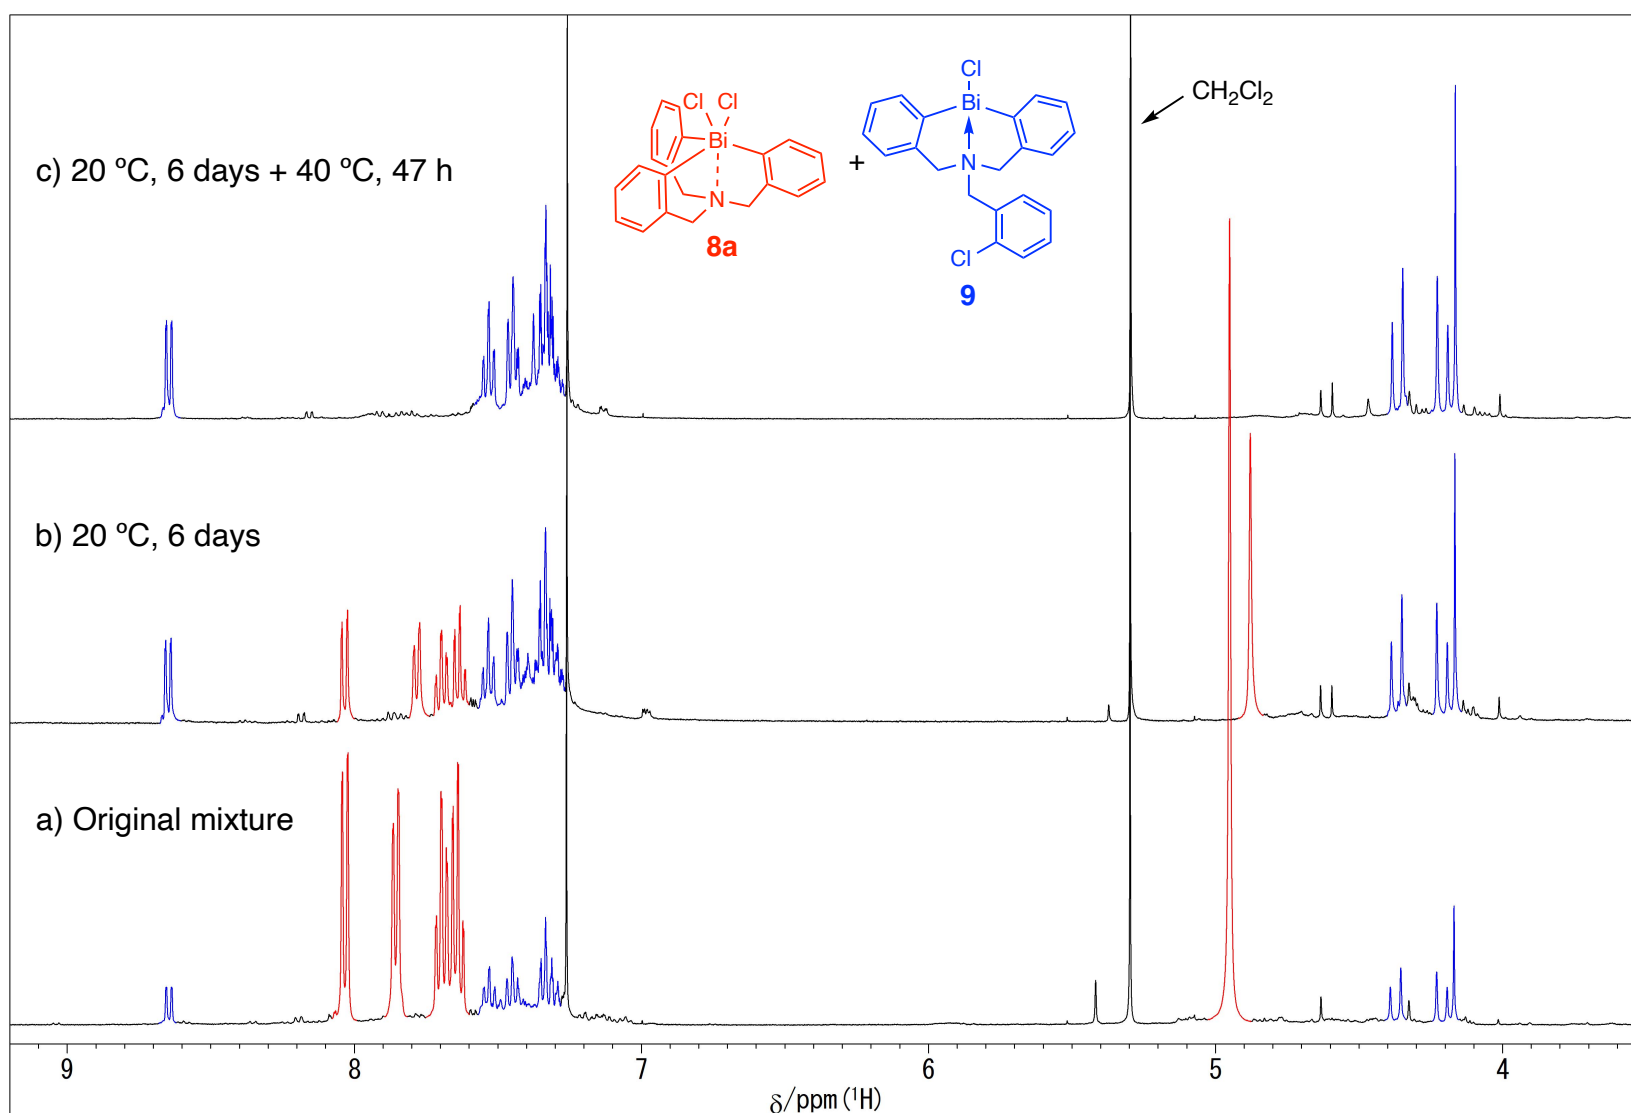 c) 20 ºC, 6 days + 40 ºC, 47 h
Cl Cl
Bi
N
8a
+
Cl
Bi
N
Cl
9
CH₂Cl₂
b) 20 ºC, 6 days
a) Original mixture
9 8 7 6 5 4
δ/ppm (¹H)